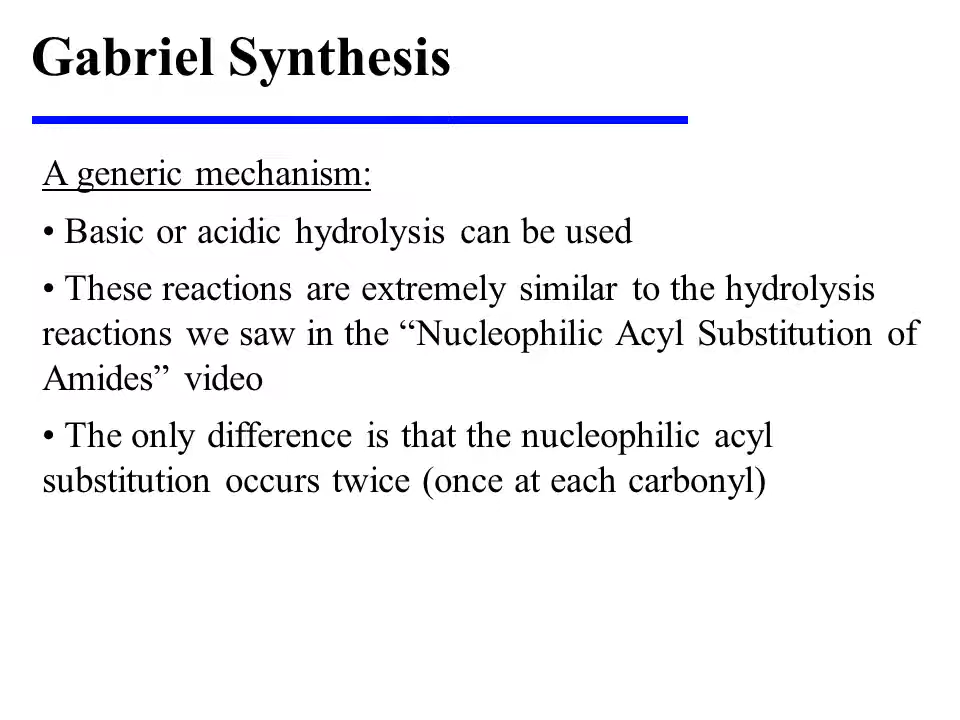 Gabriel Synthesis
A generic mechanism:
• Basic or acidic hydrolysis can be used
• These reactions are extremely similar to the hydrolysis
reactions we saw in the “Nucleophilic Acyl Substitution of
Amides” video
• The only difference is that the nucleophilic acyl
substitution occurs twice (once at each carbonyl)